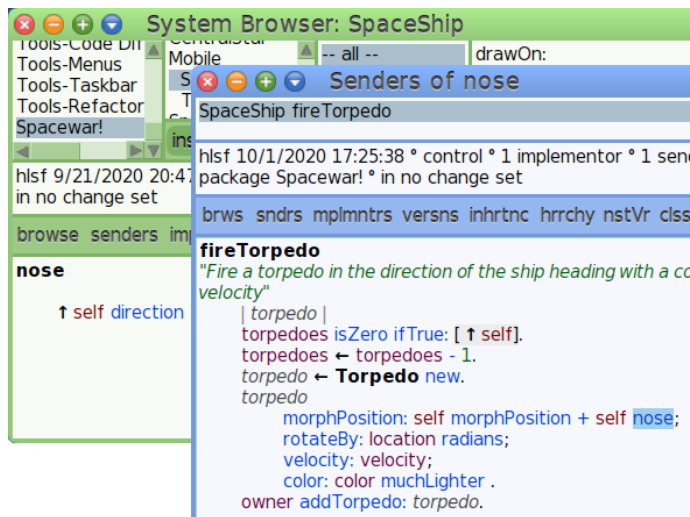 System Browser: SpaceShip
Tools-Menus
Tools-Taskbar
Tools-Refactor
Spacewar!
Mobile
-- all --
drawOn:
hlsf 9/21/2020 20:47
in no change set
browse senders
nose
↑ self direction
Senders of nose
SpaceShip fireTorpedo
hlsf 10/1/2020 17:25:38 ° control ° 1 implementor ° 1 send
package Spacewar! ° in no change set
brws sndrs mplmntrs versns inhrtnc hrrchy nstVr clss
fireTorpedo
"Fire a torpedo in the direction of the ship heading with a co
velocity"
| torpedo |
torpedoes isZero ifTrue: [ ↑ self].
torpedoes ← torpedoes - 1.
torpedo ← Torpedo new.
torpedo
morphPosition: self morphPosition + self nose;
rotateBy: location radians;
velocity: velocity;
color: color muchLighter .
owner addTorpedo: torpedo.